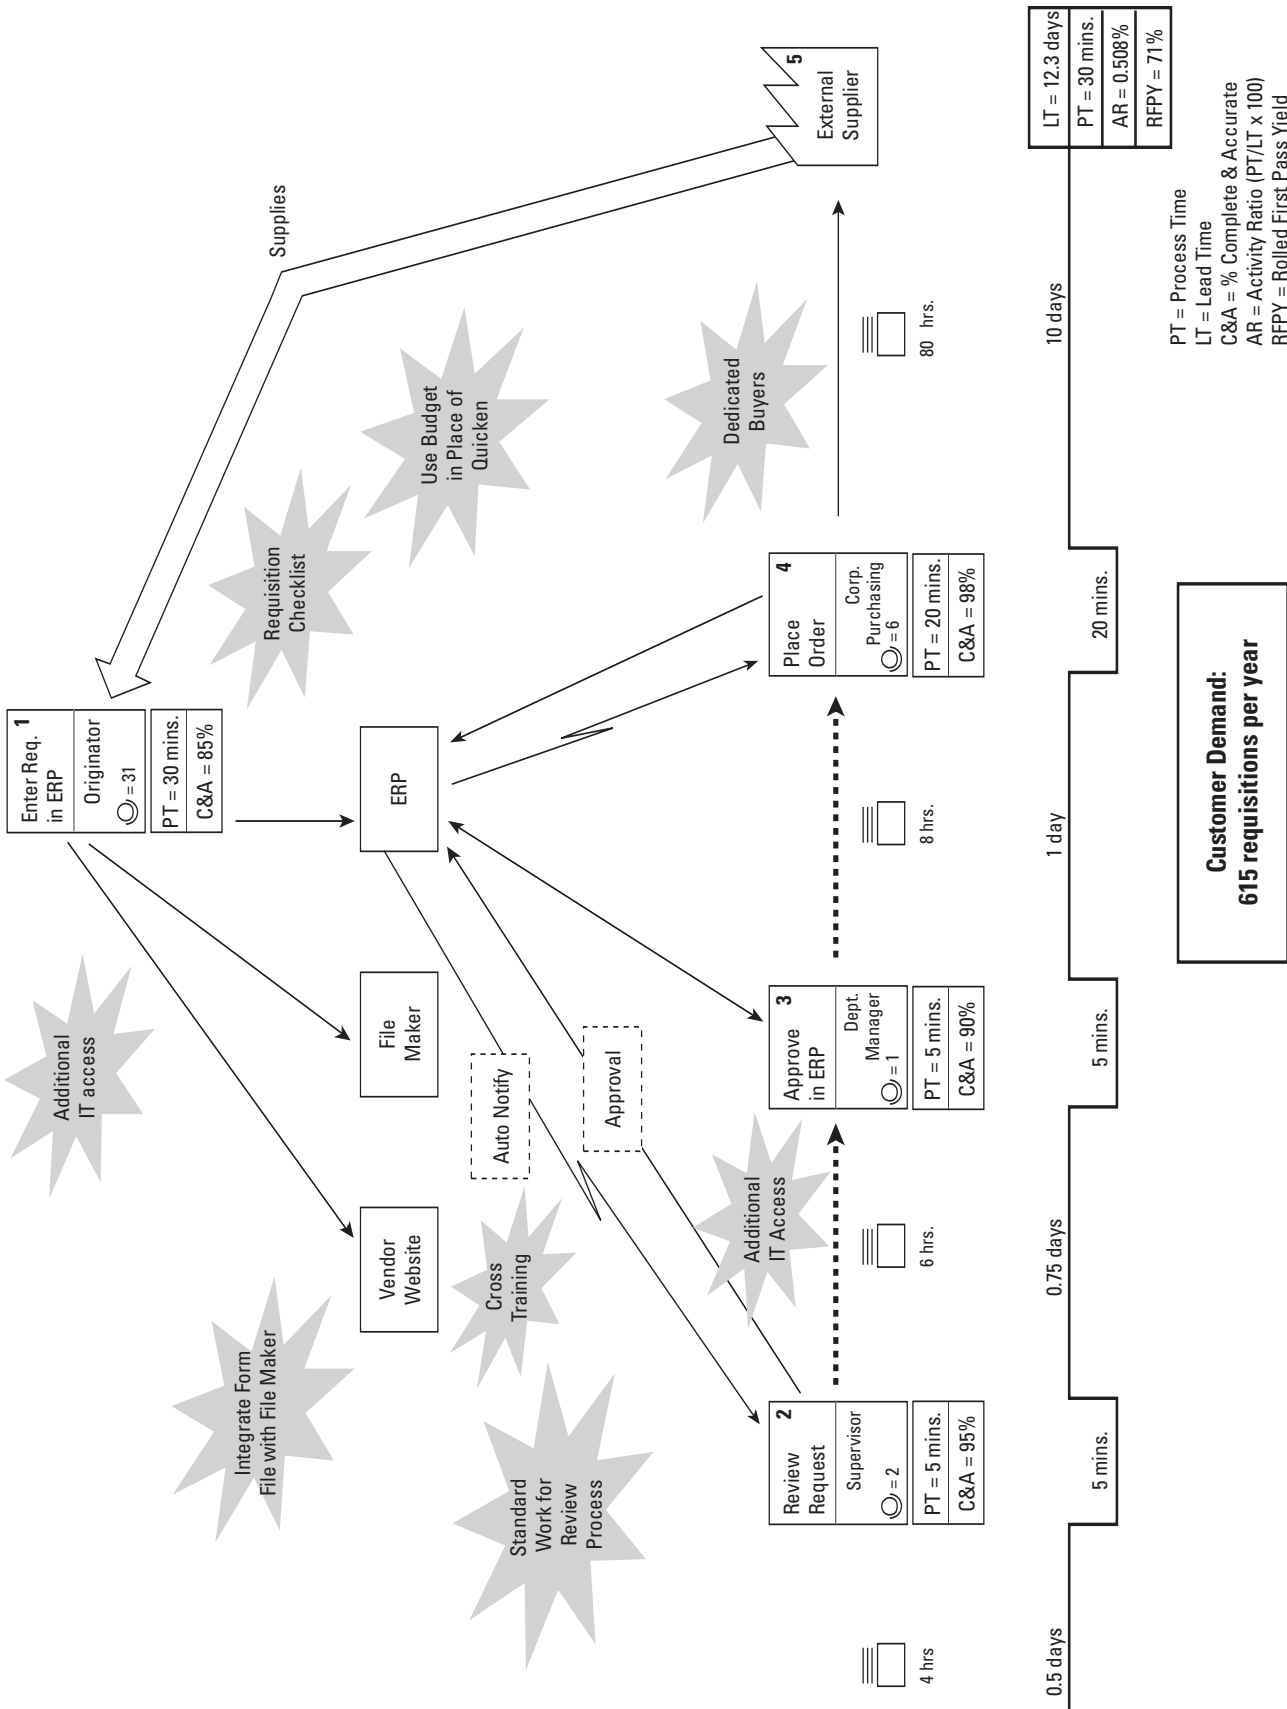 Enter Req. 1
in ERP
Originator
= 31
PT = 30 mins.
C&A = 85%
Supplies
5
External
Supplier
Additional
IT access
Integrate Form
File with File Maker
Requisition
Checklist
Use Budget
in Place of
Quicken
Vendor
Website
File
Maker
ERP
Auto Notify
Approval
Cross
Training
Standard
Work for
Review
Process
Additional
IT Access
Dedicated
Buyers
2
Review
Request
Supervisor
= 2
PT = 5 mins.
C&A = 95%
3
Approve
in ERP
Dept.
Manager
= 1
PT = 5 mins.
C&A = 90%
4
Place
Order
Corp.
Purchasing
= 6
PT = 20 mins.
C&A = 98%
4 hrs
6 hrs.
8 hrs.
80 hrs.
0.5 days
5 mins.
0.75 days
5 mins.
1 day
20 mins.
10 days
LT = 12.3 days
PT = 30 mins.
AR = 0.508%
RFPY = 71%
Customer Demand:
615 requisitions per year
PT = Process Time
LT = Lead Time
C&A = % Complete & Accurate
AR = Activity Ratio (PT/LT x 100)
RFPY = Rolled First Pass Yield